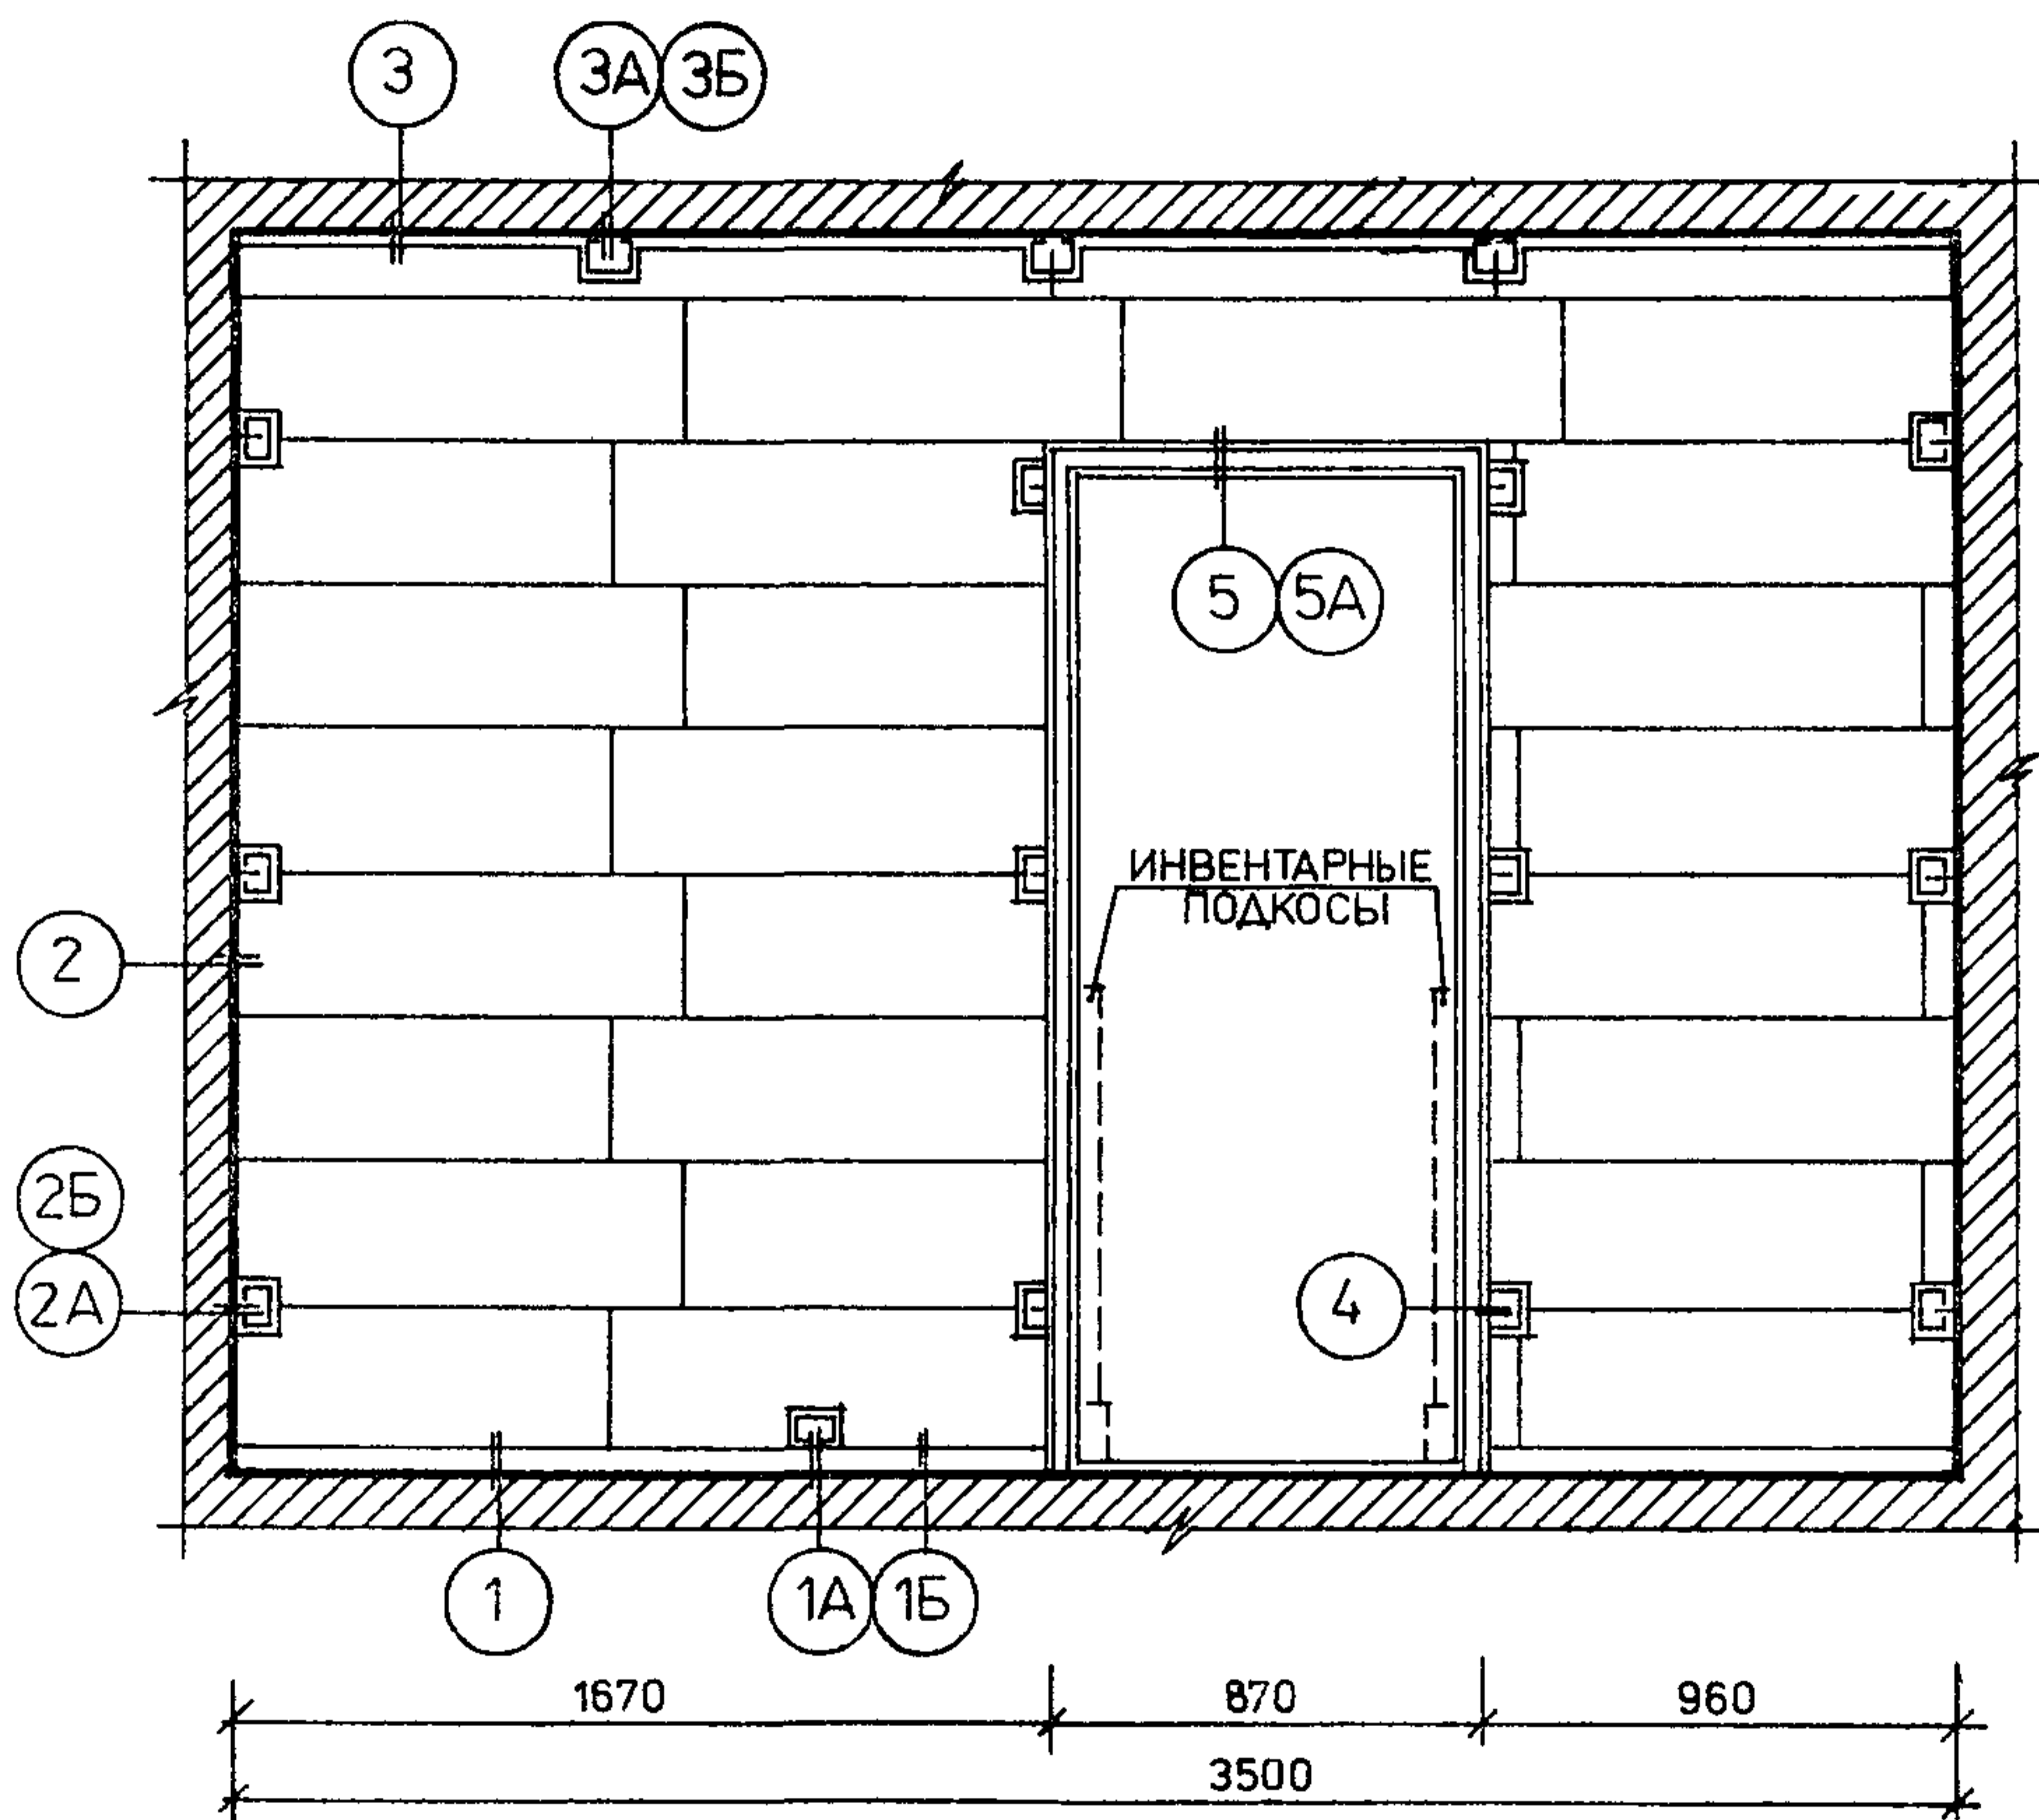 3 3А 3Б
5 5А
ИНВЕНТАРНЫЕ
ПОДКОСЫ
2
2Б
2А
4
1 1А 1Б
1670 870 960
3500